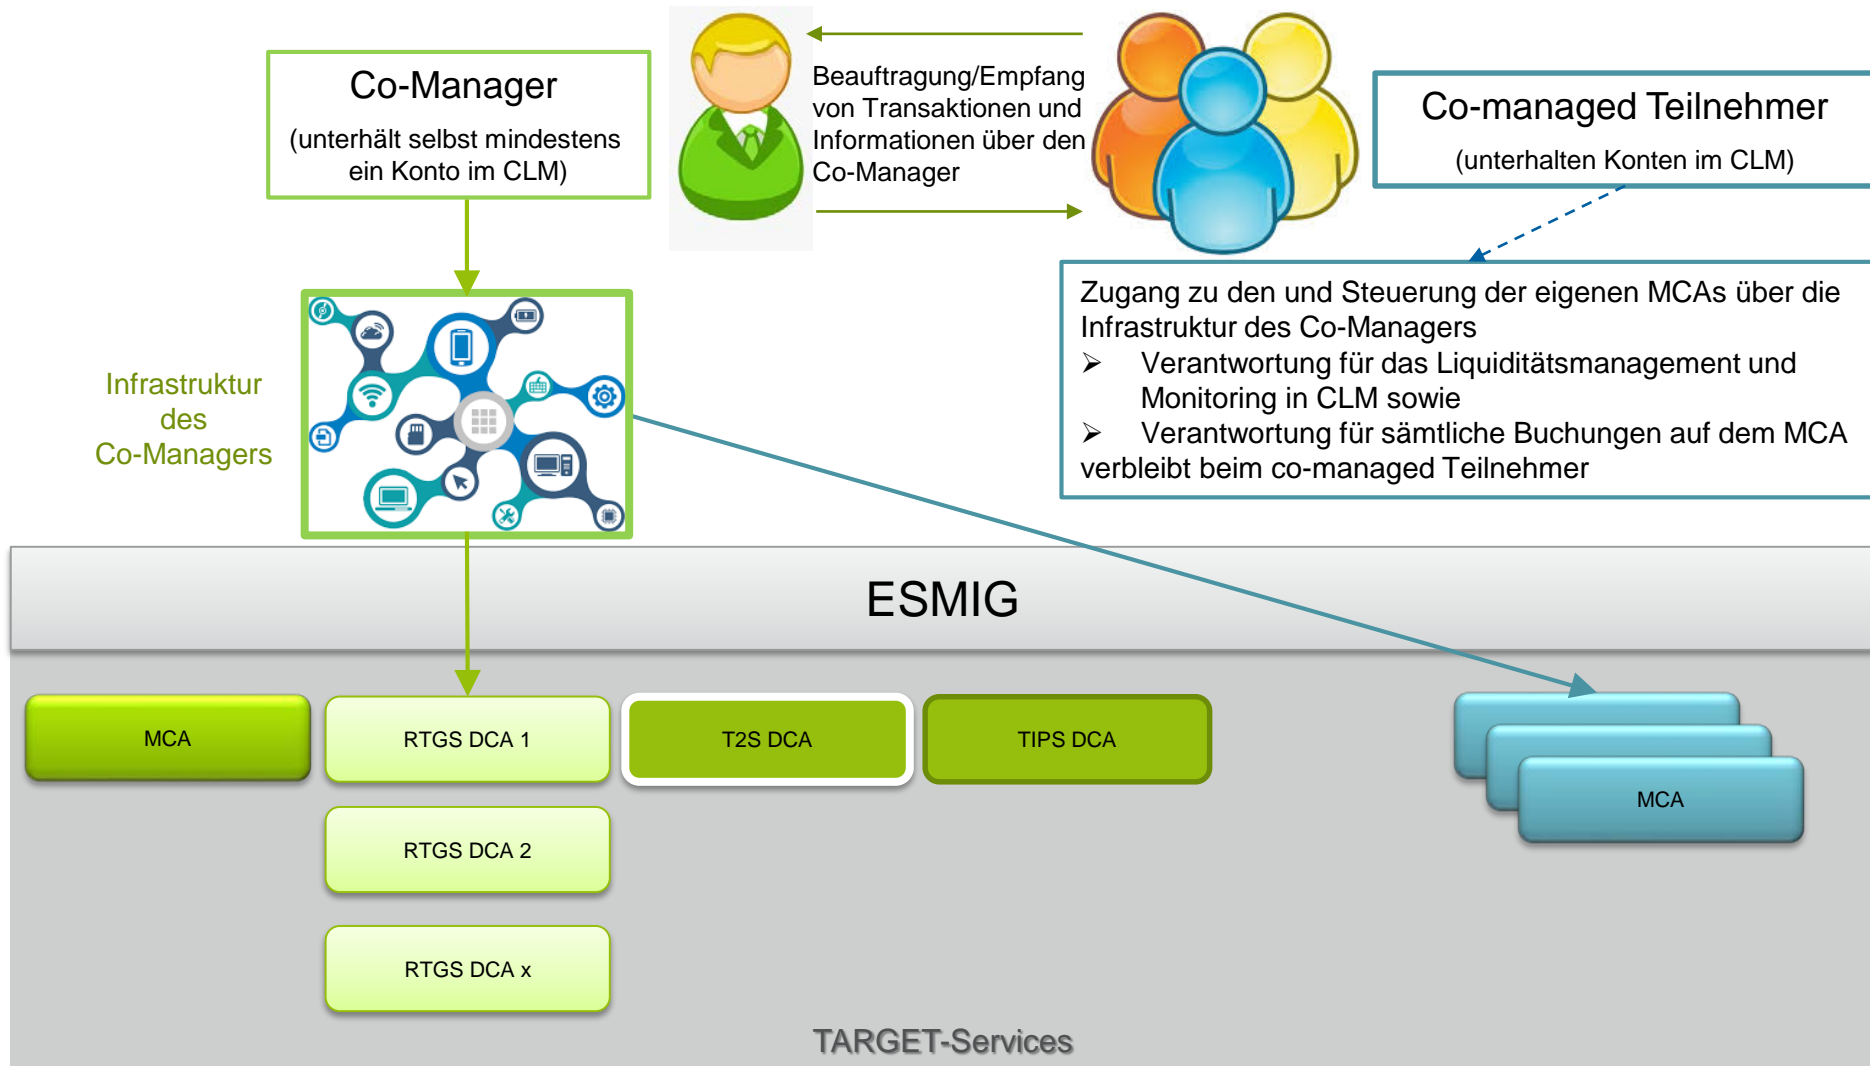 Co-Manager
(unterhält selbst mindestens
ein Konto im CLM)
Beauftragung/Empfang
von Transaktionen und
Informationen über den
Co-Manager
Co-managed Teilnehmer
(unterhalten Konten im CLM)
Zugang zu den und Steuerung der eigenen MCAs über die
Infrastruktur des Co-Managers
➢ Verantwortung für das Liquiditätsmanagement und
Monitoring in CLM sowie
➢ Verantwortung für sämtliche Buchungen auf dem MCA
verbleibt beim co-managed Teilnehmer
Infrastruktur
des
Co-Managers
ESMIG
MCA
RTGS DCA 1
T2S DCA
TIPS DCA
MCA
RTGS DCA 2
RTGS DCA x
TARGET-Services